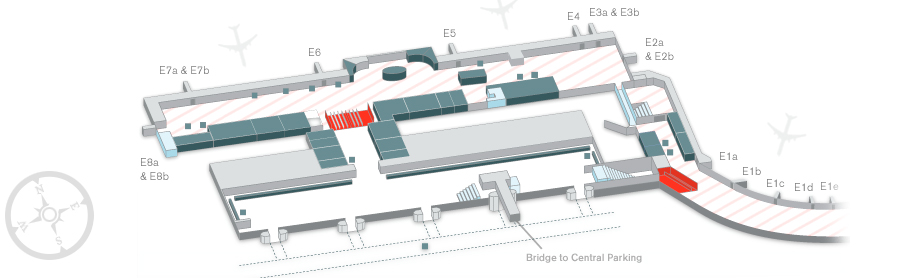 E4
E3a & E3b
E5
E2a
& E2b
E6
E7a & E7b
E8a
& E8b
E1a
E1b
E1c
E1d
E1e
N
S
Bridge to Central Parking